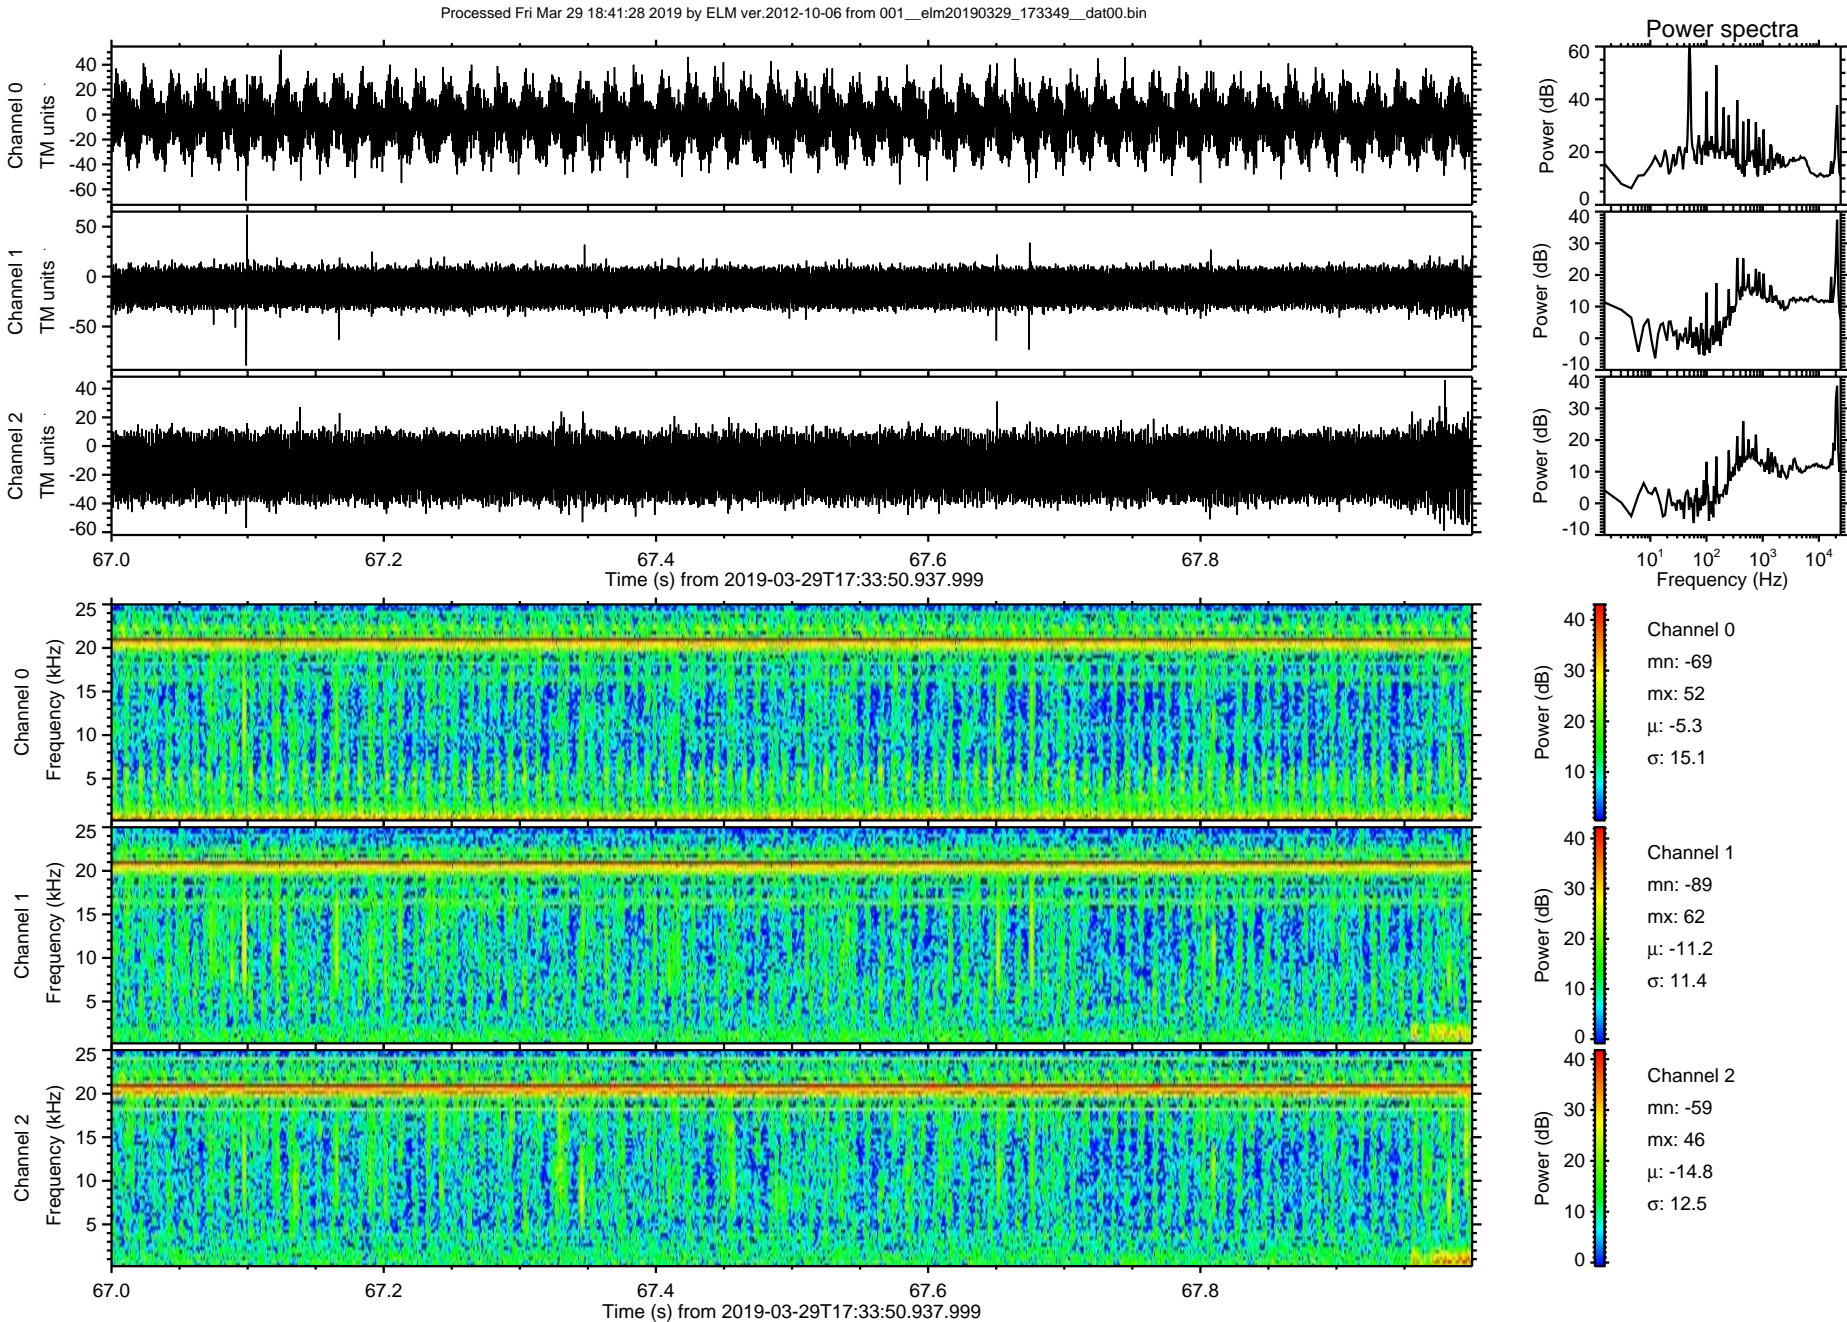 Processed Fri Mar 29 18:41:28 2019 by ELM ver.2012-10-06 from 001__elm20190329_173349__dat00.bin
Power spectra
Channel 0
TM units
40
20
0
-20
-40
-60
Power (dB)
60
40
20
0
Channel 1
TM units
50
0
-50
Power (dB)
40
30
20
10
0
-10
Channel 2
TM units
40
20
0
-20
-40
-60
Power (dB)
40
30
20
10
0
-10
67.0 67.2 67.4 67.6 67.8
Time (s) from 2019-03-29T17:33:50.937.999
10^1 10^2 10^3 10^4
Frequency (Hz)
Channel 0
Frequency (kHz)
25
20
15
10
5
Power (dB)
40
30
20
10
Channel 0
mn: -69
mx: 52
μ: -5.3
σ: 15.1
Channel 1
Frequency (kHz)
25
20
15
10
5
Power (dB)
40
30
20
10
0
Channel 1
mn: -89
mx: 62
μ: -11.2
σ: 11.4
Channel 2
Frequency (kHz)
25
20
15
10
5
Power (dB)
40
30
20
10
0
Channel 2
mn: -59
mx: 46
μ: -14.8
σ: 12.5
67.0 67.2 67.4 67.6 67.8
Time (s) from 2019-03-29T17:33:50.937.999